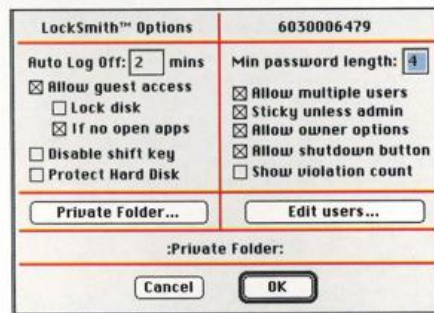 LockSmith™ Options
6030006479
Auto Log Off: 2 mins
Allow guest access
Lock disk
If no open apps
Disable shift key
Protect Hard Disk
Min password length: 4
Allow multiple users
Sticky unless admin
Allow owner options
Allow shutdown button
Show violation count
Private Folder...
Edit users...
:Private Folder:
Cancel
OK